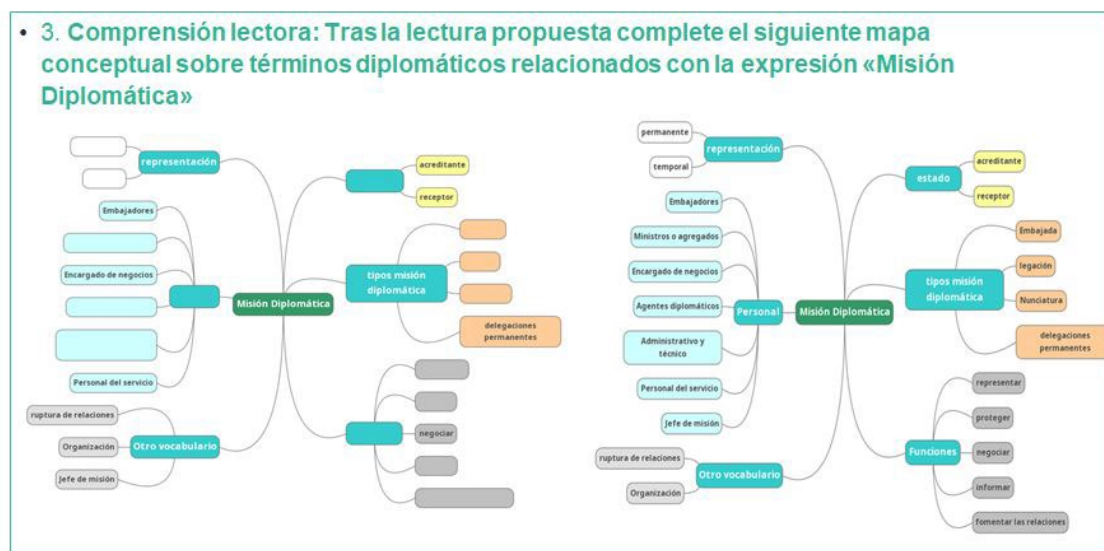 • 3. Comprensión lectora: Tras la lectura propuesta complete el siguiente mapa
conceptual sobre términos diplomáticos relacionados con la expresión «Misión
Diplomática»
representación
Embajadores
Encargado de negocios
Personal del servicio
ruptura de relaciones
Organización
Jefe de misión
Otro vocabulario
Misión Diplomática
acreditante
receptor
tipos misión
diplomática
delegaciones
permanentes
negociar
permanente
temporal
representación
Embajadores
Ministros o agregados
Encargado de negocios
Agentes diplomáticos
Administrativo y
técnico
Personal del servicio
Jefe de misión
Personal
ruptura de relaciones
Organización
Otro vocabulario
Misión Diplomática
estado
acreditante
receptor
tipos misión
diplomática
Embajada
legación
Nunciatura
delegaciones
permanentes
Funciones
representar
proteger
negociar
informar
fomentar las relaciones